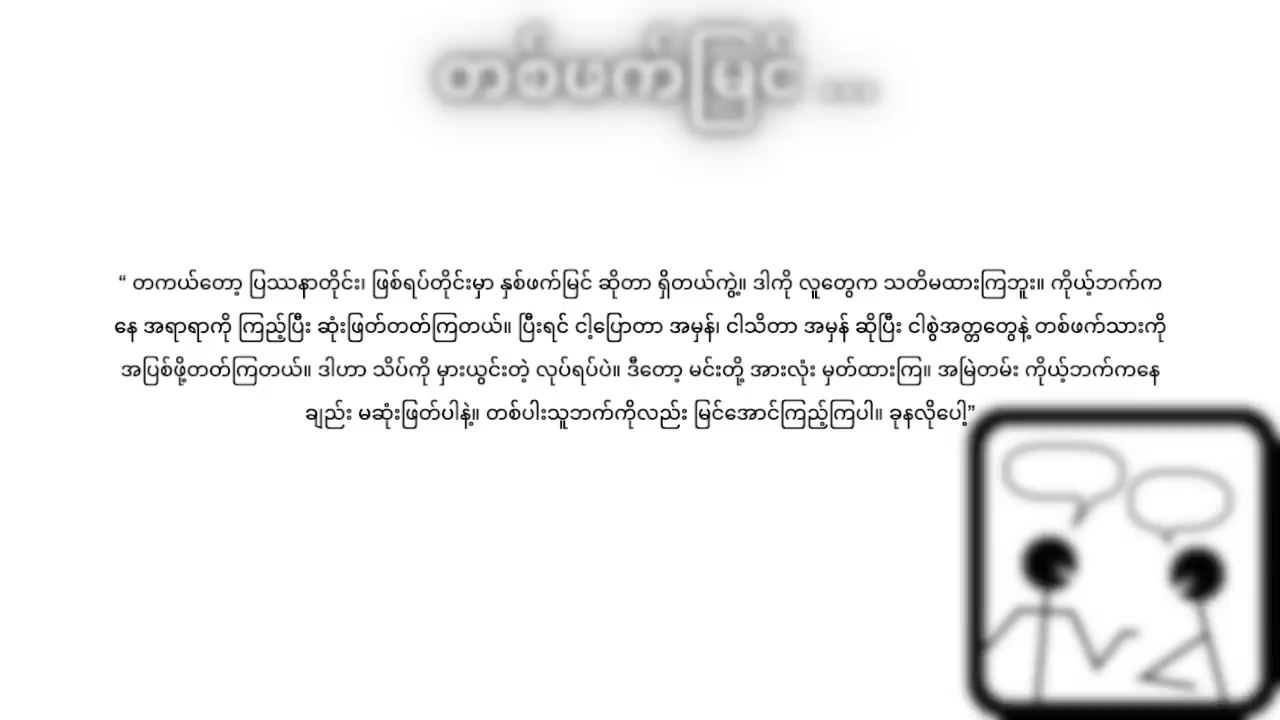 တစ်ဖက်မြင် ...
“ တကယ်တော့ ပြဿနာတိုင်း၊ ဖြစ်ရပ်တိုင်းမှာ နှစ်ဖက်မြင် ဆိုတာ ရှိတယ်ကွဲ့။ ဒါကို လူတွေက သတိမထားကြဘူး။ ကိုယ့်ဘက်က
နေ အရာရာကို ကြည့်ပြီး ဆုံးဖြတ်တတ်ကြတယ်။ ပြီးရင် ငါ့ပြောတာ အမှန်၊ ငါသိတာ အမှန် ဆိုပြီး ငါစွဲအတ္တတွေနဲ့ တစ်ဖက်သားကို
အပြစ်ဖို့တတ်ကြတယ်။ ဒါဟာ သိပ်ကို မှားယွင်းတဲ့ လုပ်ရပ်ပဲ။ ဒီတော့ မင်းတို့ အားလုံး မှတ်ထားကြ။ အမြဲတမ်း ကိုယ့်ဘက်ကနေ
ချည်း မဆုံးဖြတ်ပါနဲ့။ တစ်ပါးသူဘက်ကိုလည်း မြင်အောင်ကြည့်ကြပါ။ ခုနလိုပေါ့”